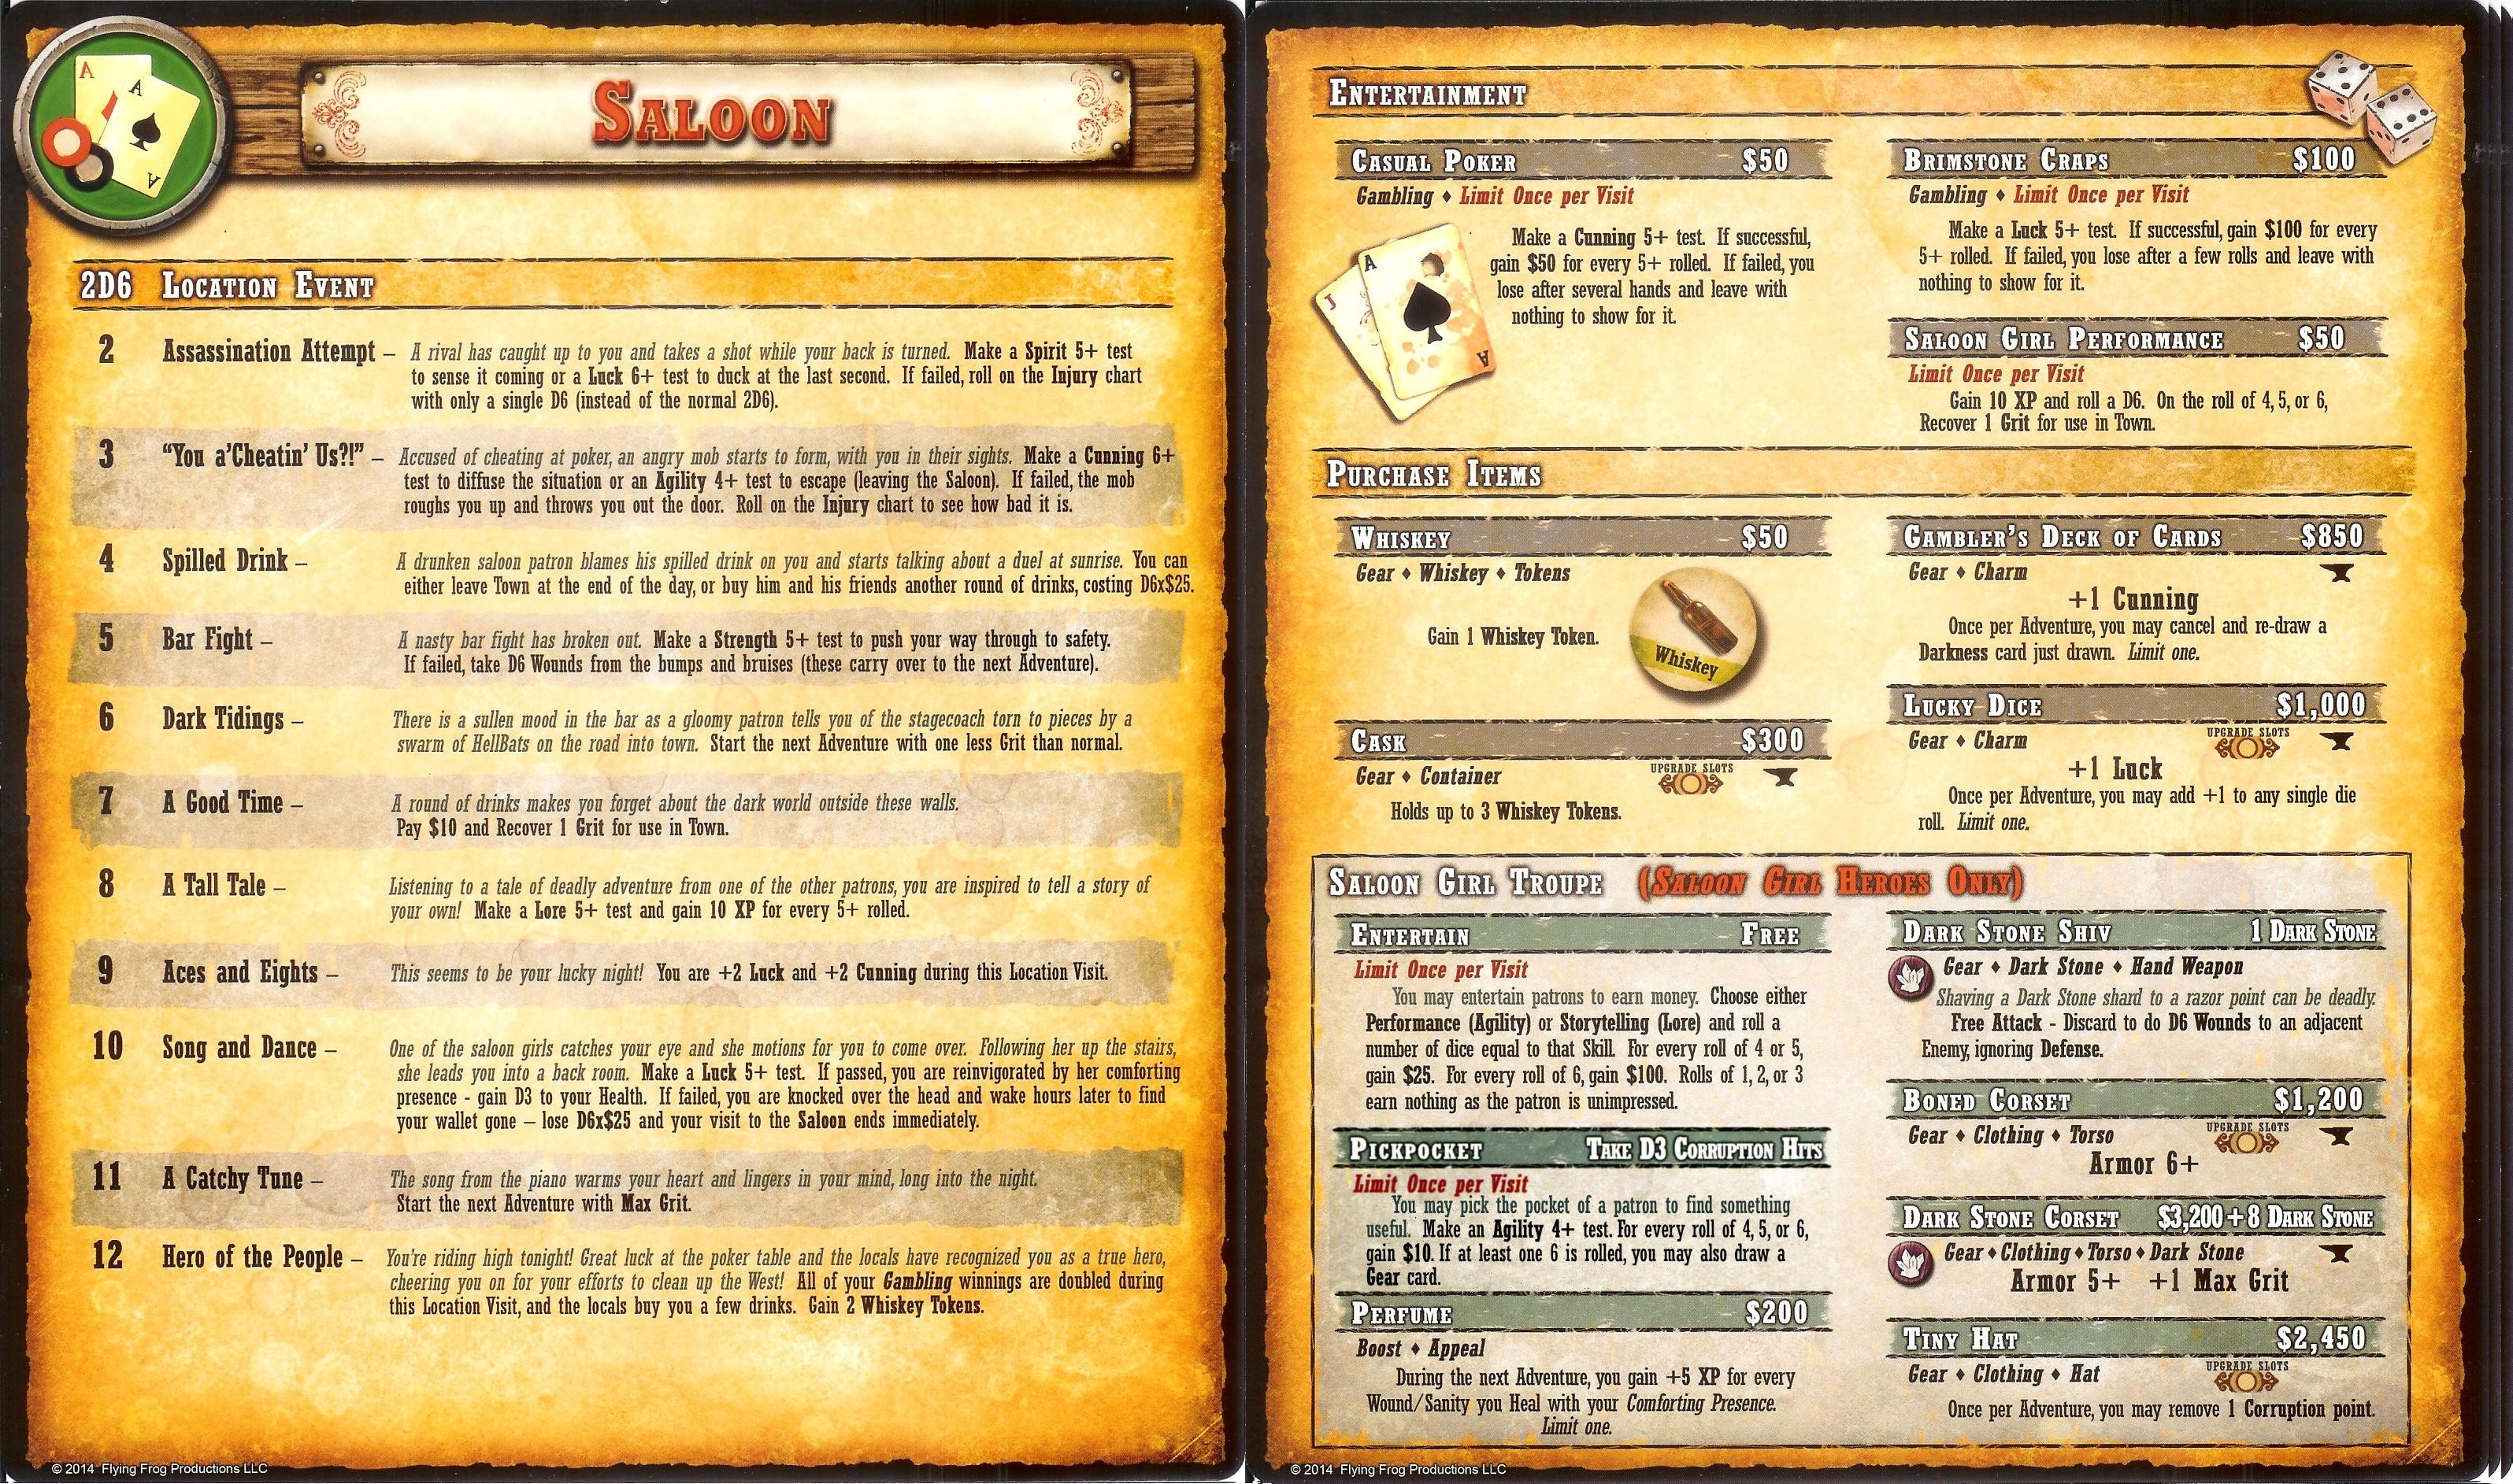 SALOON
2D6 LOCATION EVENT
2 Assassination Attempt – A rival has caught up to you and takes a shot while your back is turned. Make a Spirit 5+ test
to sense it coming or a Luck 6+ test to duck at the last second. If failed, roll on the Injury chart
with only a single D6 (instead of the normal 2D6).
3 "You a'Cheatin' Us?!" – Accused of cheating at poker, an angry mob starts to form, with you in their sights. Make a Cunning 6+
test to diffuse the situation or an Agility 4+ test to escape (leaving the Saloon). If failed, the mob
roughs you up and throws you out the door. Roll on the Injury chart to see how bad it is.
4 Spilled Drink – A drunken saloon patron blames his spilled drink on you and starts talking about a duel at sunrise. You can
either leave Town at the end of the day, or buy him and his friends another round of drinks, costing D6x$25.
5 Bar Fight – A nasty bar fight has broken out. Make a Strength 5+ test to push your way through to safety.
If failed, take D6 Wounds from the bumps and bruises (these carry over to the next Adventure).
6 Dark Tidings – There is a sullen mood in the bar as a gloomy patron tells you of the stagecoach torn to pieces by a
swarm of HellBats on the road into town. Start the next Adventure with one less Grit than normal.
7 A Good Time – A round of drinks makes you forget about the dark world outside these walls.
Pay $10 and Recover 1 Grit for use in Town.
8 A Tall Tale – Listening to a tale of deadly adventure from one of the other patrons, you are inspired to tell a story of
your own! Make a Lore 5+ test and gain 10 XP for every 5+ rolled.
9 Aces and Eights – This seems to be your lucky night! You are +2 Luck and +2 Cunning during this Location Visit.
10 Song and Dance – One of the saloon girls catches your eye and she motions for you to come over. Following her up the stairs,
she leads you into a back room. Make a Luck 5+ test. If passed, you are reinvigorated by her comforting
presence - gain D3 to your Health. If failed, you are knocked over the head and wake hours later to find
your wallet gone – lose D6x$25 and your visit to the Saloon ends immediately.
11 A Catchy Tune – The song from the piano warms your heart and lingers in your mind, long into the night.
Start the next Adventure with Max Grit.
12 Hero of the People – You're riding high tonight! Great luck at the poker table and the locals have recognized you as a true hero,
cheering you on for your efforts to clean up the West! All of your Gambling winnings are doubled during
this Location Visit, and the locals buy you a few drinks. Gain 2 Whiskey Tokens.
© 2014 Flying Frog Productions LLC
ENTERTAINMENT
CASUAL POKER $50
Gambling ♦ Limit Once per Visit
Make a Cunning 5+ test. If successful,
gain $50 for every 5+ rolled. If failed, you
lose after several hands and leave with
nothing to show for it.
BRIMSTONE CRAPS $100
Gambling ♦ Limit Once per Visit
Make a Luck 5+ test. If successful, gain $100 for every
5+ rolled. If failed, you lose after a few rolls and leave with
nothing to show for it.
SALOON GIRL PERFORMANCE $50
Limit Once per Visit
Gain 10 XP and roll a D6. On the roll of 4, 5, or 6,
Recover 1 Grit for use in Town.
PURCHASE ITEMS
WHISKEY $50
Gear ♦ Whiskey ♦ Tokens
Gain 1 Whiskey Token.
Whiskey
CASK $300
Gear ♦ Container
UPGRADE SLOTS
Holds up to 3 Whiskey Tokens.
GAMBLER'S DECK OF CARDS $850
Gear ♦ Charm
+1 Cunning
Once per Adventure, you may cancel and re-draw a
Darkness card just drawn. Limit one.
LUCKY DICE $1,000
Gear ♦ Charm
UPGRADE SLOTS
+1 Luck
Once per Adventure, you may add +1 to any single die
roll. Limit one.
SALOON GIRL TROUPE (SALOON GIRL HEROES ONLY)
ENTERTAIN FREE
Limit Once per Visit
You may entertain patrons to earn money. Choose either
Performance (Agility) or Storytelling (Lore) and roll a
number of dice equal to that Skill. For every roll of 4 or 5,
gain $25. For every roll of 6, gain $100. Rolls of 1, 2, or 3
earn nothing as the patron is unimpressed.
PICKPOCKET TAKE D3 CORRUPTION HITS
Limit Once per Visit
You may pick the pocket of a patron to find something
useful. Make an Agility 4+ test. For every roll of 4, 5, or 6,
gain $10. If at least one 6 is rolled, you may also draw a
Gear card.
PERFUME $200
Boost ♦ Appeal
During the next Adventure, you gain +5 XP for every
Wound/Sanity you Heal with your Comforting Presence.
Limit one.
DARK STONE SHIV 1 DARK STONE
Gear ♦ Dark Stone ♦ Hand Weapon
Shaving a Dark Stone shard to a razor point can be deadly.
Free Attack - Discard to do D6 Wounds to an adjacent
Enemy, ignoring Defense.
BONED CORSET $1,200
Gear ♦ Clothing ♦ Torso
UPGRADE SLOTS
Armor 6+
DARK STONE CORSET $3,200+8 DARK STONE
Gear ♦ Clothing ♦ Torso ♦ Dark Stone
Armor 5+ +1 Max Grit
TINY HAT $2,450
Gear ♦ Clothing ♦ Hat
UPGRADE SLOTS
Once per Adventure, you may remove 1 Corruption point.
© 2014 Flying Frog Productions LLC